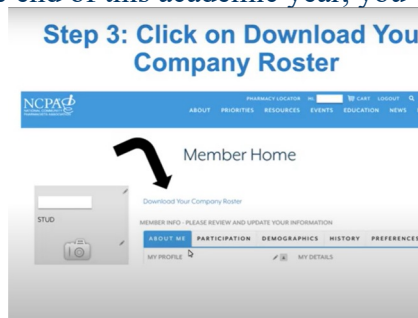 end of this academic year, you
Step 3: Click on Download You
Company Roster
NCPA
PHARMACY LOCATOR HI, CART LOGOUT
ABOUT PRIORITIES RESOURCES EVENTS EDUCATION NEWS
Member Home
Download Your Company Roster
STUD
MEMBER INFO - PLEASE REVIEW AND UPDATE YOUR INFORMATION
ABOUT ME PARTICIPATION DEMOGRAPHICS HISTORY PREFERENCES
MY PROFILE MY DETAILS